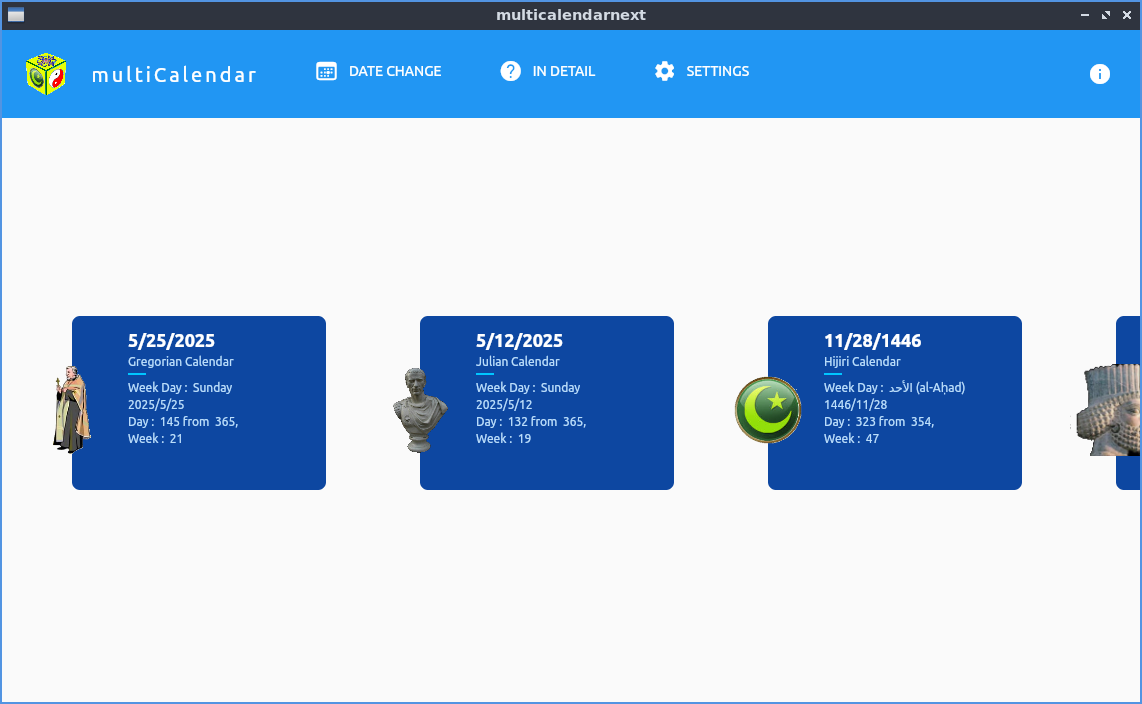 multicalendarnext
multiCalendar
DATE CHANGE
IN DETAIL
SETTINGS
5/25/2025
Gregorian Calendar
Week Day :  Sunday
2025/5/25
Day :  145 from  365,
Week :  21
5/12/2025
Julian Calendar
Week Day :  Sunday
2025/5/12
Day :  132 from  365,
Week :  19
11/28/1446
Hijiri Calendar
Week Day :  الأحد (al-Aḥad)
1446/11/28
Day :  323 from  354,
Week :  47